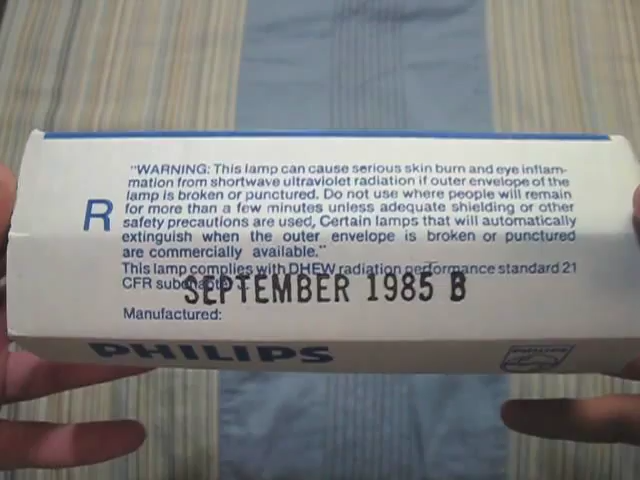 "WARNING: This lamp can cause serious skin burn and eye inflam-
mation from shortwave ultraviolet radiation if outer envelope of the
lamp is broken or punctured. Do not use where people will remain
R
for more than a few minutes unless adequate shielding or other
safety precautions are used, Certain lamps that will automatically
extinguish when the outer envelope is broken or punctured
are commercially available."
This lamp complies with DHEW radiation performance standard 21
CFR subchapter J.
SEPTEMBER 1985 B
Manufactured:
PHILIPS
PHILIPS